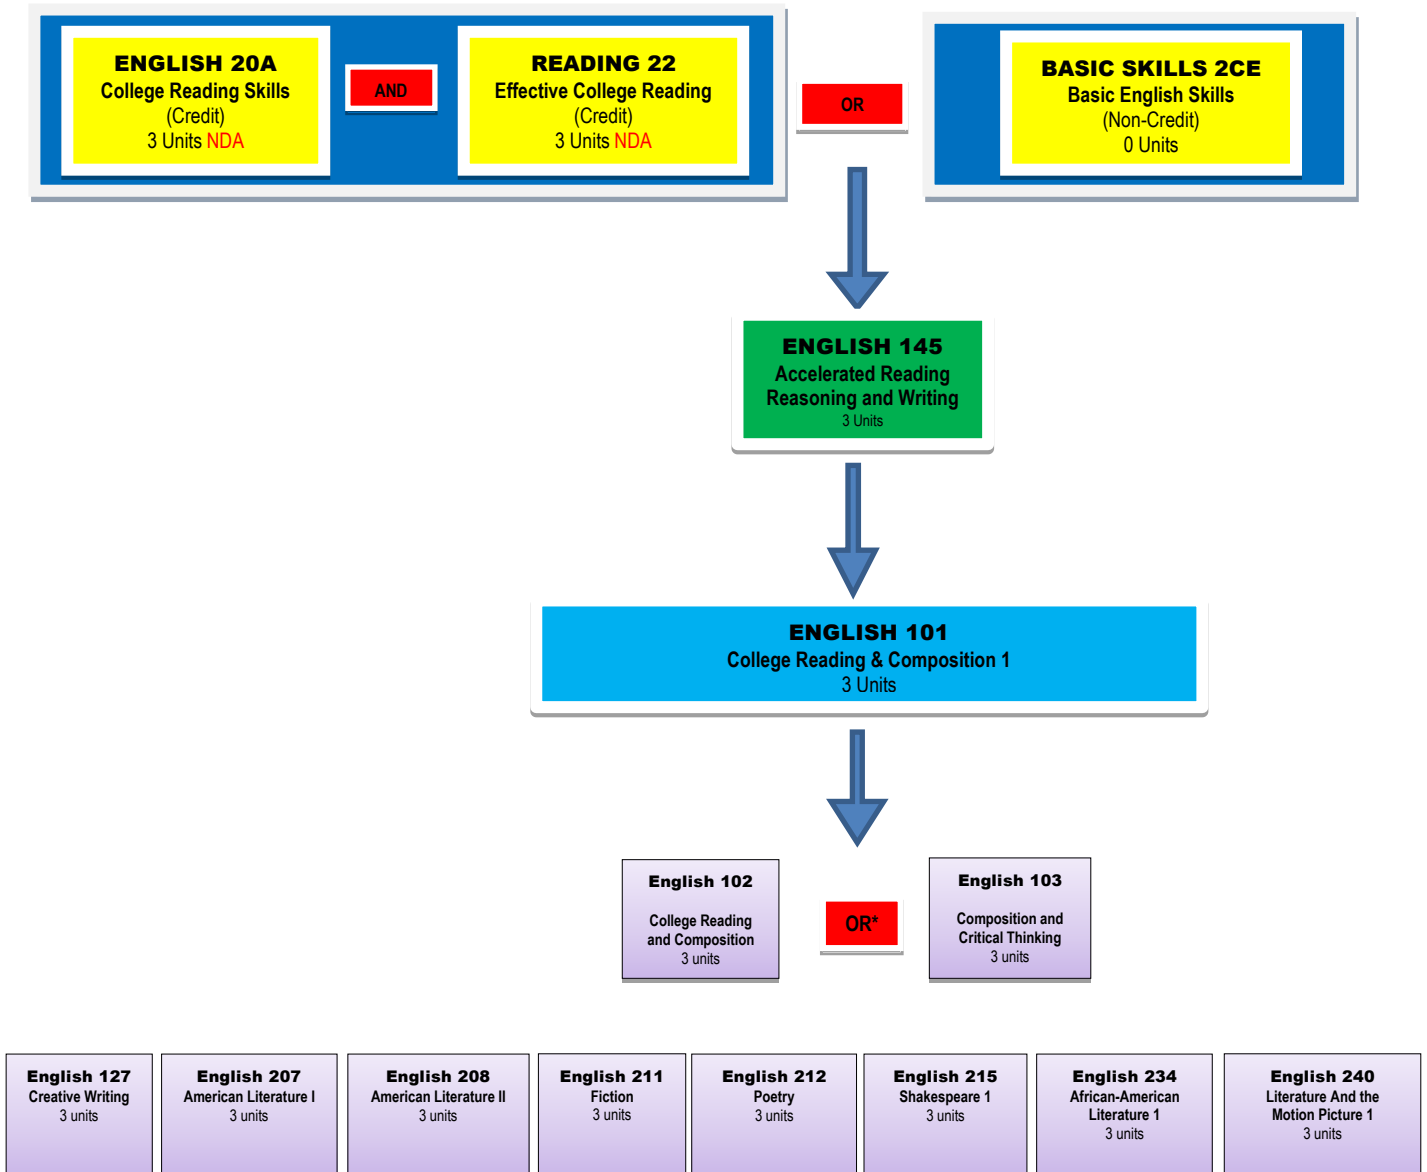 ENGLISH 20A
College Reading Skills
(Credit)
3 Units NDA
AND
READING 22
Effective College Reading
(Credit)
3 Units NDA
OR
BASIC SKILLS 2CE
Basic English Skills
(Non-Credit)
0 Units
ENGLISH 145
Accelerated Reading
Reasoning and Writing
3 Units
ENGLISH 101
College Reading & Composition 1
3 Units
English 102
College Reading
and Composition
3 units
OR*
English 103
Composition and
Critical Thinking
3 units
English 127
Creative Writing
3 units
English 207
American Literature I
3 units
English 208
American Literature II
3 units
English 211
Fiction
3 units
English 212
Poetry
3 units
English 215
Shakespeare 1
3 units
English 234
African-American
Literature 1
3 units
English 240
Literature And the
Motion Picture 1
3 units